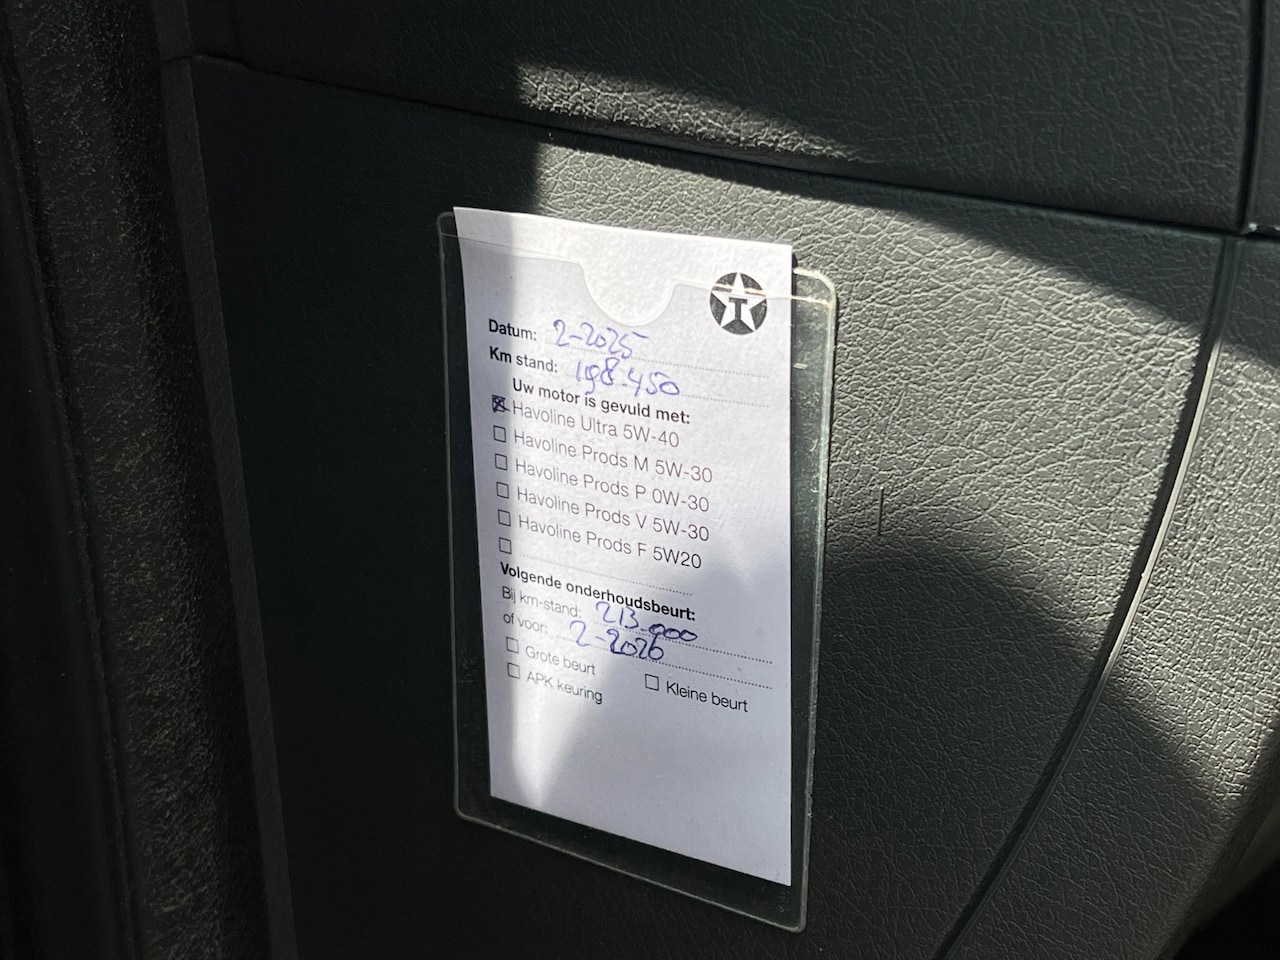 T
Datum: 2-2025
Km stand: 198.450
Uw motor is gevuld met:
Havoline Ultra 5W-40
Havoline Prods M 5W-30
Havoline Prods P 0W-30
Havoline Prods V 5W-30
Havoline Prods F 5W20
Volgende onderhoudsbeurt:
Bij km-stand: 213.000
of voor: 2-2026
Grote beurt
Kleine beurt
APK keuring